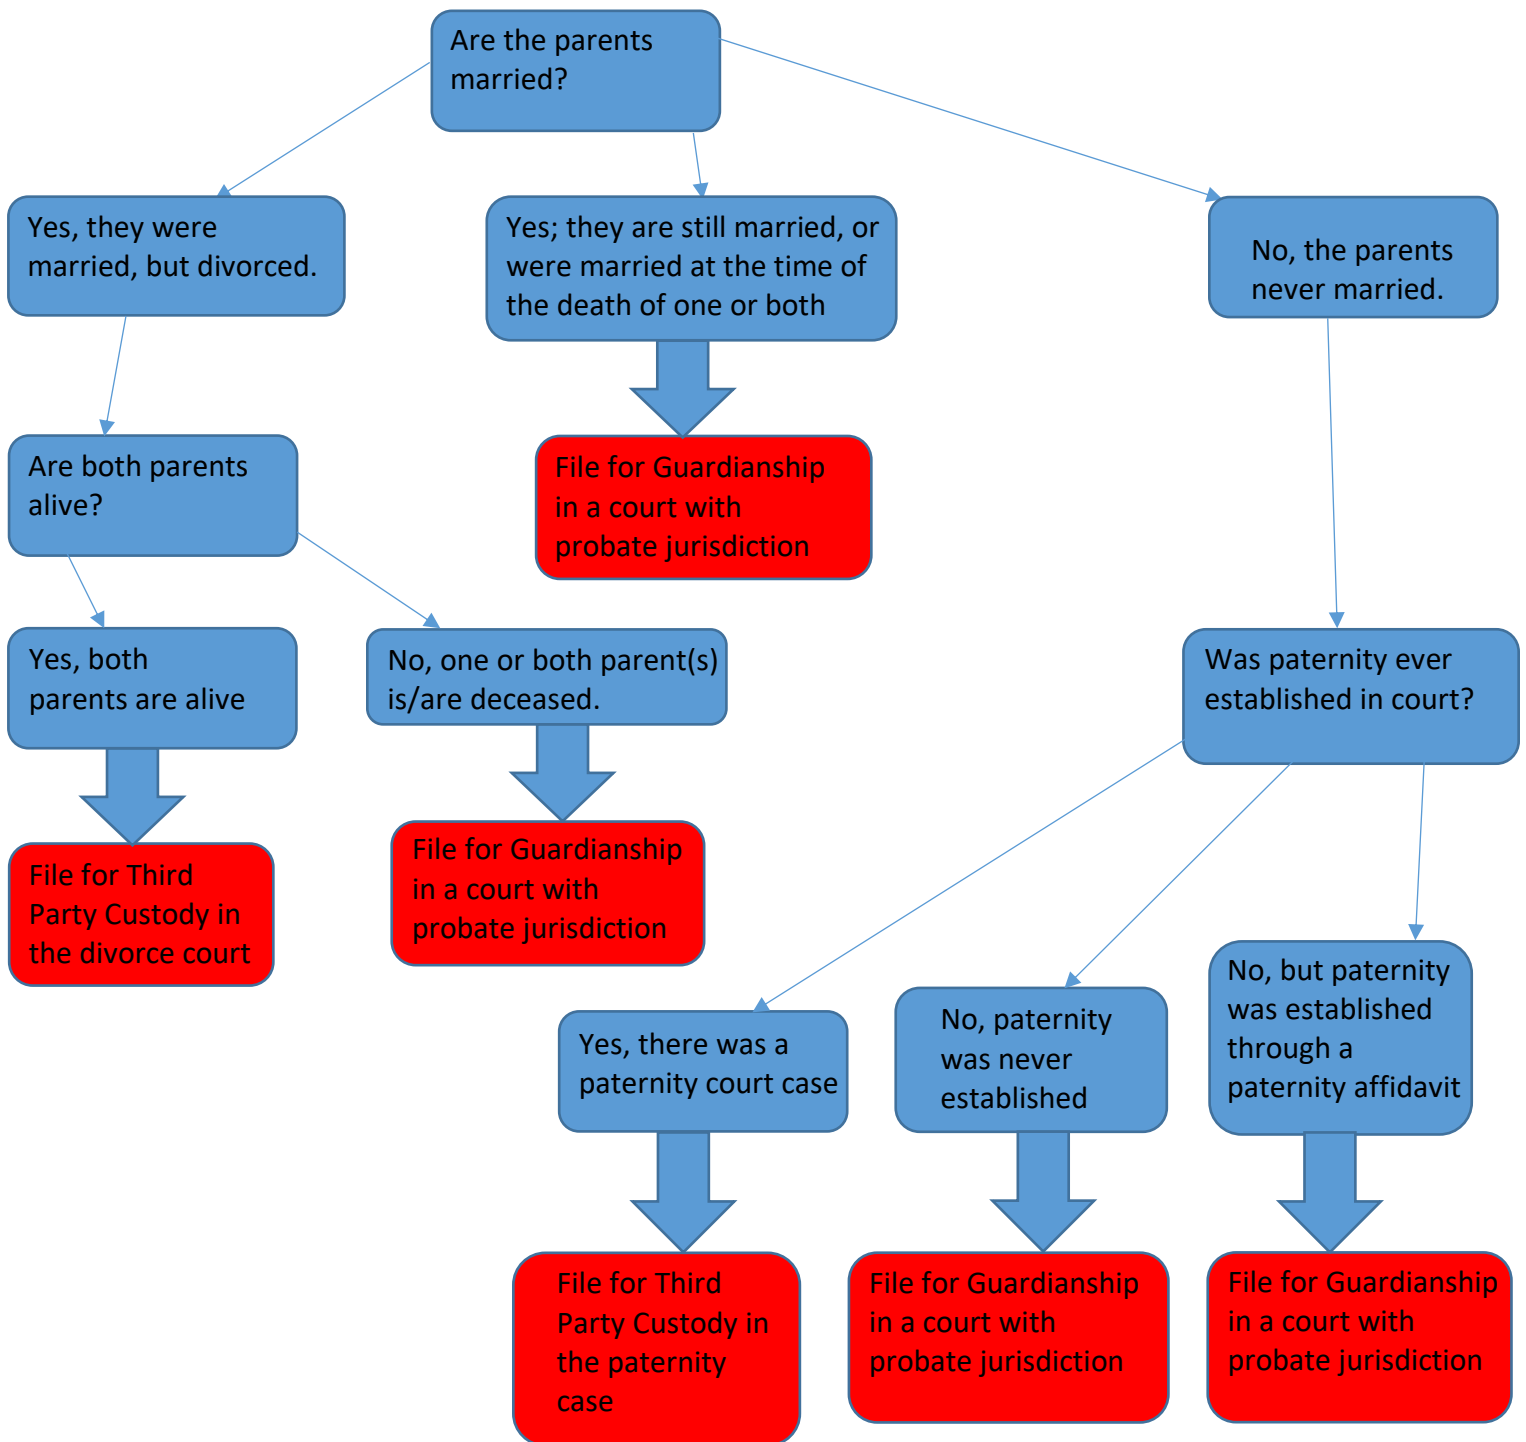 Are the parents
married?
Yes, they were
married, but divorced.
Yes; they are still married, or
were married at the time of
the death of one or both
No, the parents
never married.
Are both parents
alive?
File for Guardianship
in a court with
probate jurisdiction
Yes, both
parents are alive
No, one or both parent(s)
is/are deceased.
Was paternity ever
established in court?
File for Third
Party Custody in
the divorce court
File for Guardianship
in a court with
probate jurisdiction
Yes, there was a
paternity court case
No, paternity
was never
established
No, but paternity
was established
through a
paternity affidavit
File for Third
Party Custody in
the paternity
case
File for Guardianship
in a court with
probate jurisdiction
File for Guardianship
in a court with
probate jurisdiction